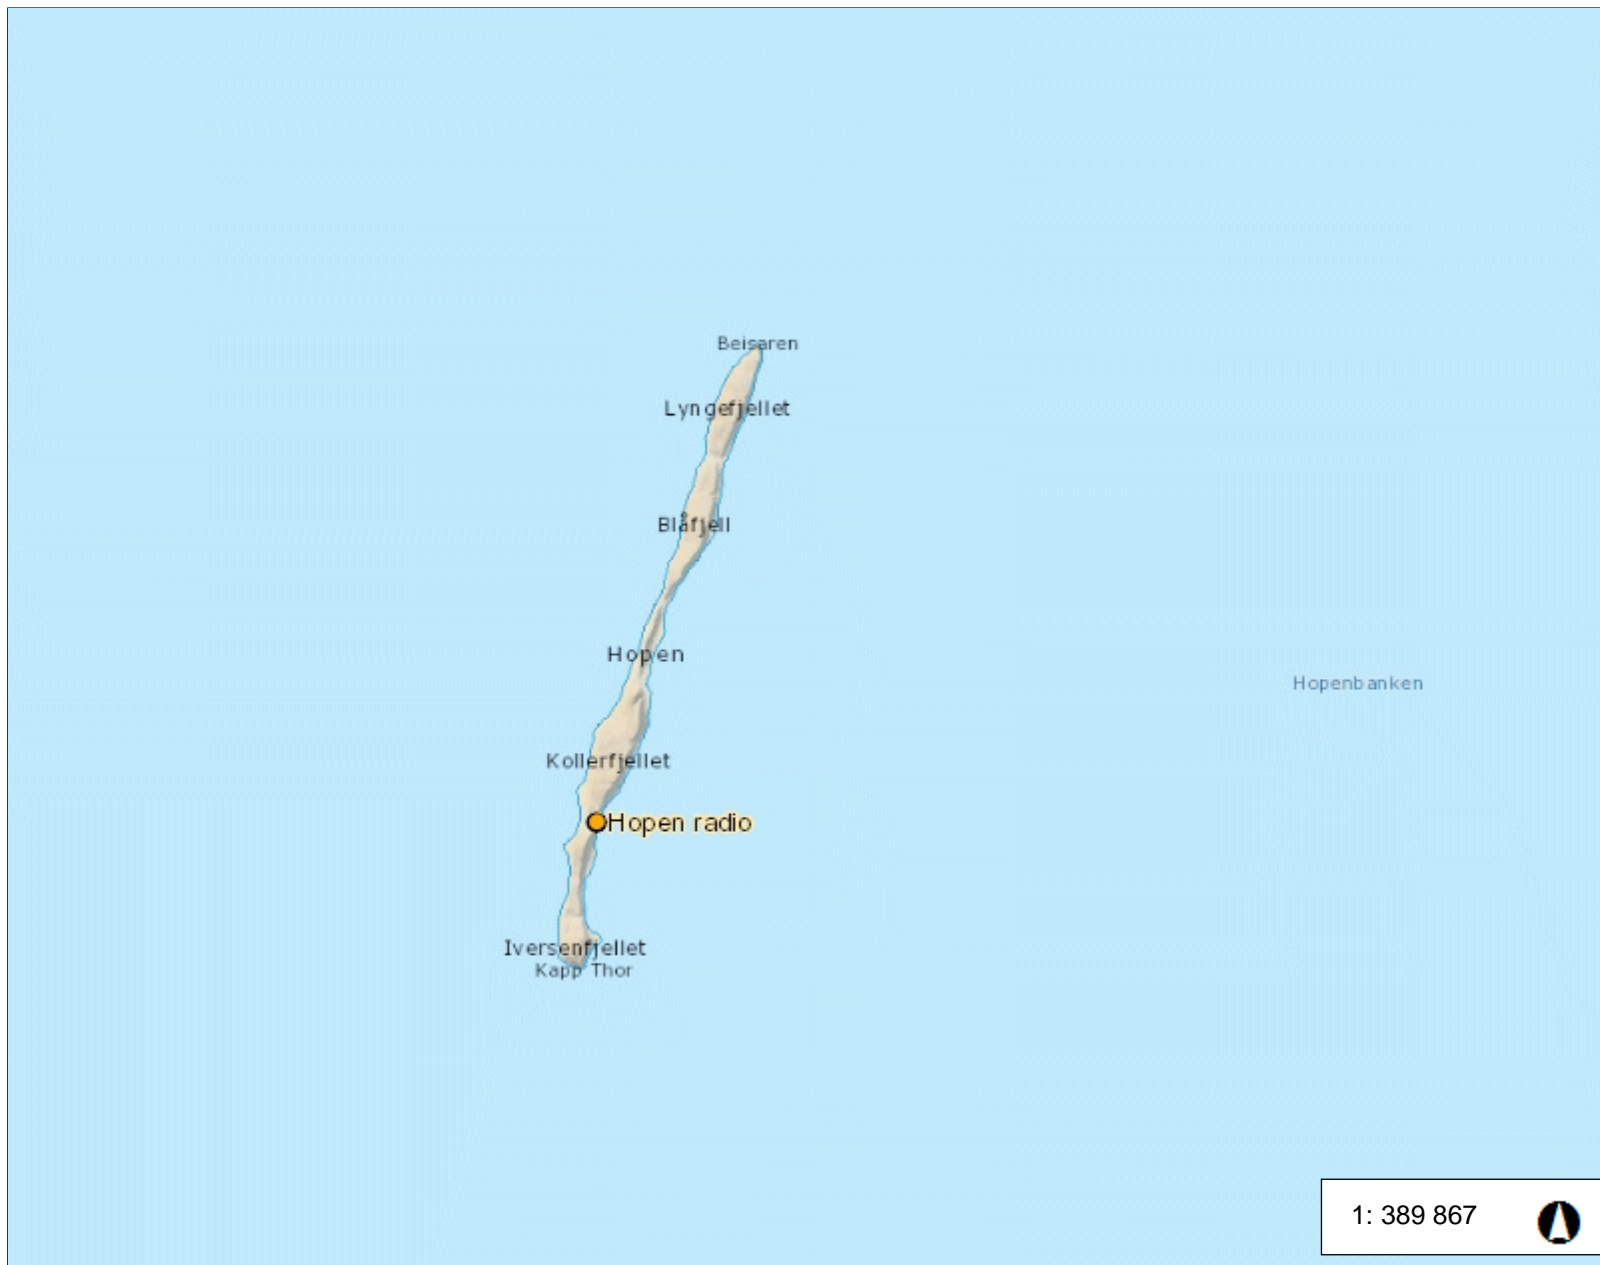 Beisaren
Lyngefjellet
Blåfjell
Hopen
Hopenbanken
Kollerfjellet
Hopen radio
Iversenfjellet
Kapp Thor
1: 389 867